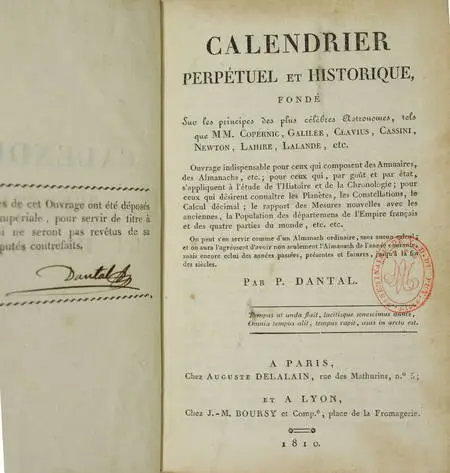 es de cet Ouvrage ont été déposés
mpériale, pour servir de titre à
i ne seront pas revêtus de sa
putés contrefaits.
Dantal
CALENDRIER
PERPÉTUEL ET HISTORIQUE,
FONDÉ
Sur les principes des plus célèbres Astronomes, tels
que MM. COPERNIC, GALILÉE, CLAVIUS, CASSINI,
NEWTON, LAHIRE, LALANDE, etc.
Ouvrage indispensable pour ceux qui composent des Annuaires,
des Almanachs, etc.; pour ceux qui, par goût et par état,
s'appliquent à l'étude de l'Histoire et de la Chronologie; pour
ceux qui désirent connaître les Planètes, les Constellations, le
Calcul décimal; le rapport des Mesures nouvelles avec les
anciennes, la Population des départemens de l'Empire français
et des quatre parties du monde, etc. etc.
On peut s'en servir comme d'un Almanach ordinaire, sans aucun calcul;
et on aura l'agrément d'avoir non seulement l'Almanach de l'année courante,
mais encore celui des années passées, présentes et futures, jusqu'à la fin
des siècles.
PAR P. DANTAL.
Tempus ut unda fluit, tacitisque senescimus annis,
Omnia tempus alit, tempus rapit, usus in arcto est.
A PARIS,
Chez AUGUSTE DELALAIN, rue des Mathurins, n.° 5;
ET A LYON,
Chez J.-M. BOURSY et Comp.e, place de la Fromagerie.
1810.